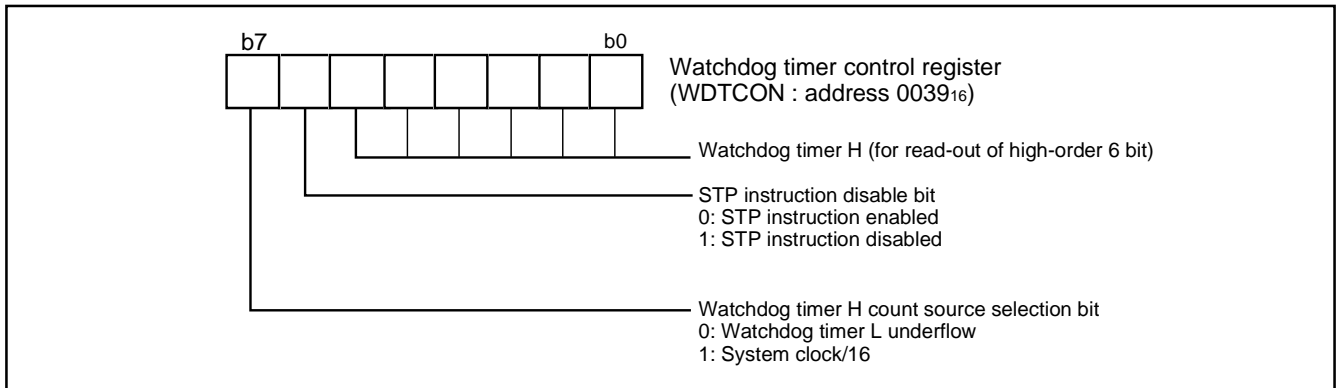 b7
b0
Watchdog timer control register
(WDTCON : address 0039₁₆)
Watchdog timer H (for read-out of high-order 6 bit)
STP instruction disable bit
0: STP instruction enabled
1: STP instruction disabled
Watchdog timer H count source selection bit
0: Watchdog timer L underflow
1: System clock/16